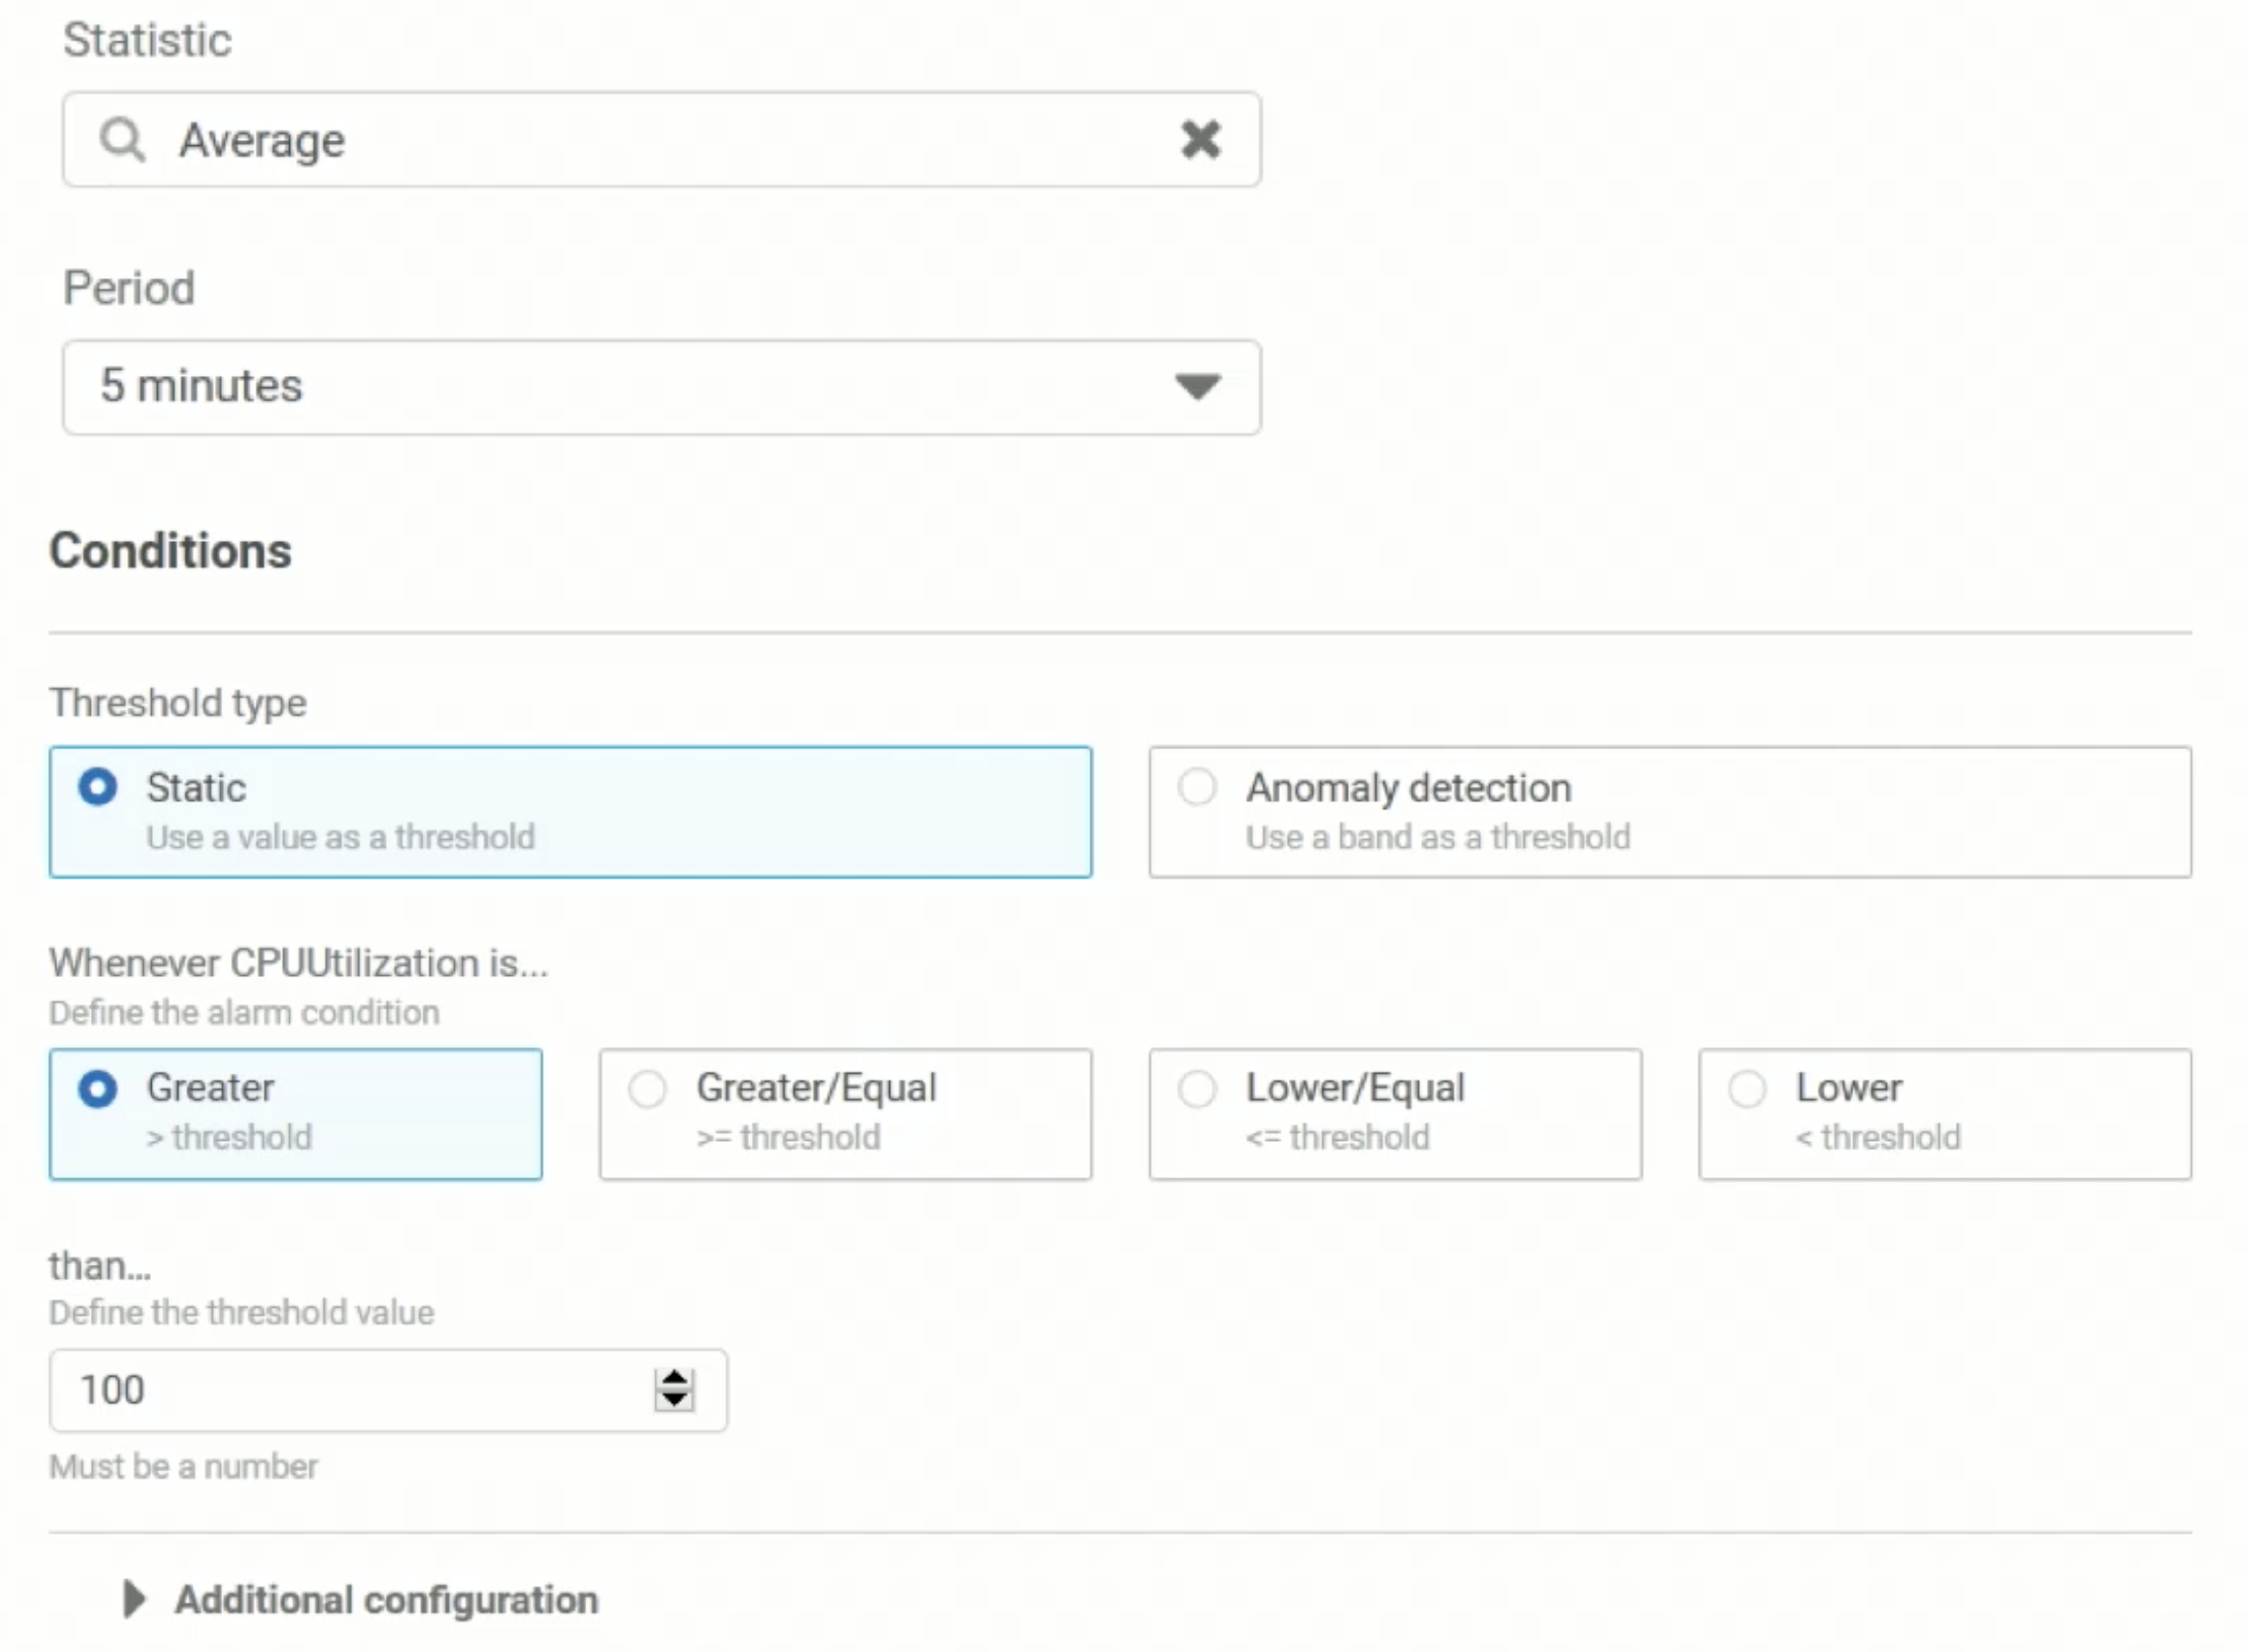 Statistic
Average
Period
5 minutes
Conditions
Threshold type
Static
Use a value as a threshold
Anomaly detection
Use a band as a threshold
Whenever CPUUtilization is...
Define the alarm condition
Greater
> threshold
Greater/Equal
>= threshold
Lower/Equal
<= threshold
Lower
< threshold
than...
Define the threshold value
100
Must be a number
Additional configuration